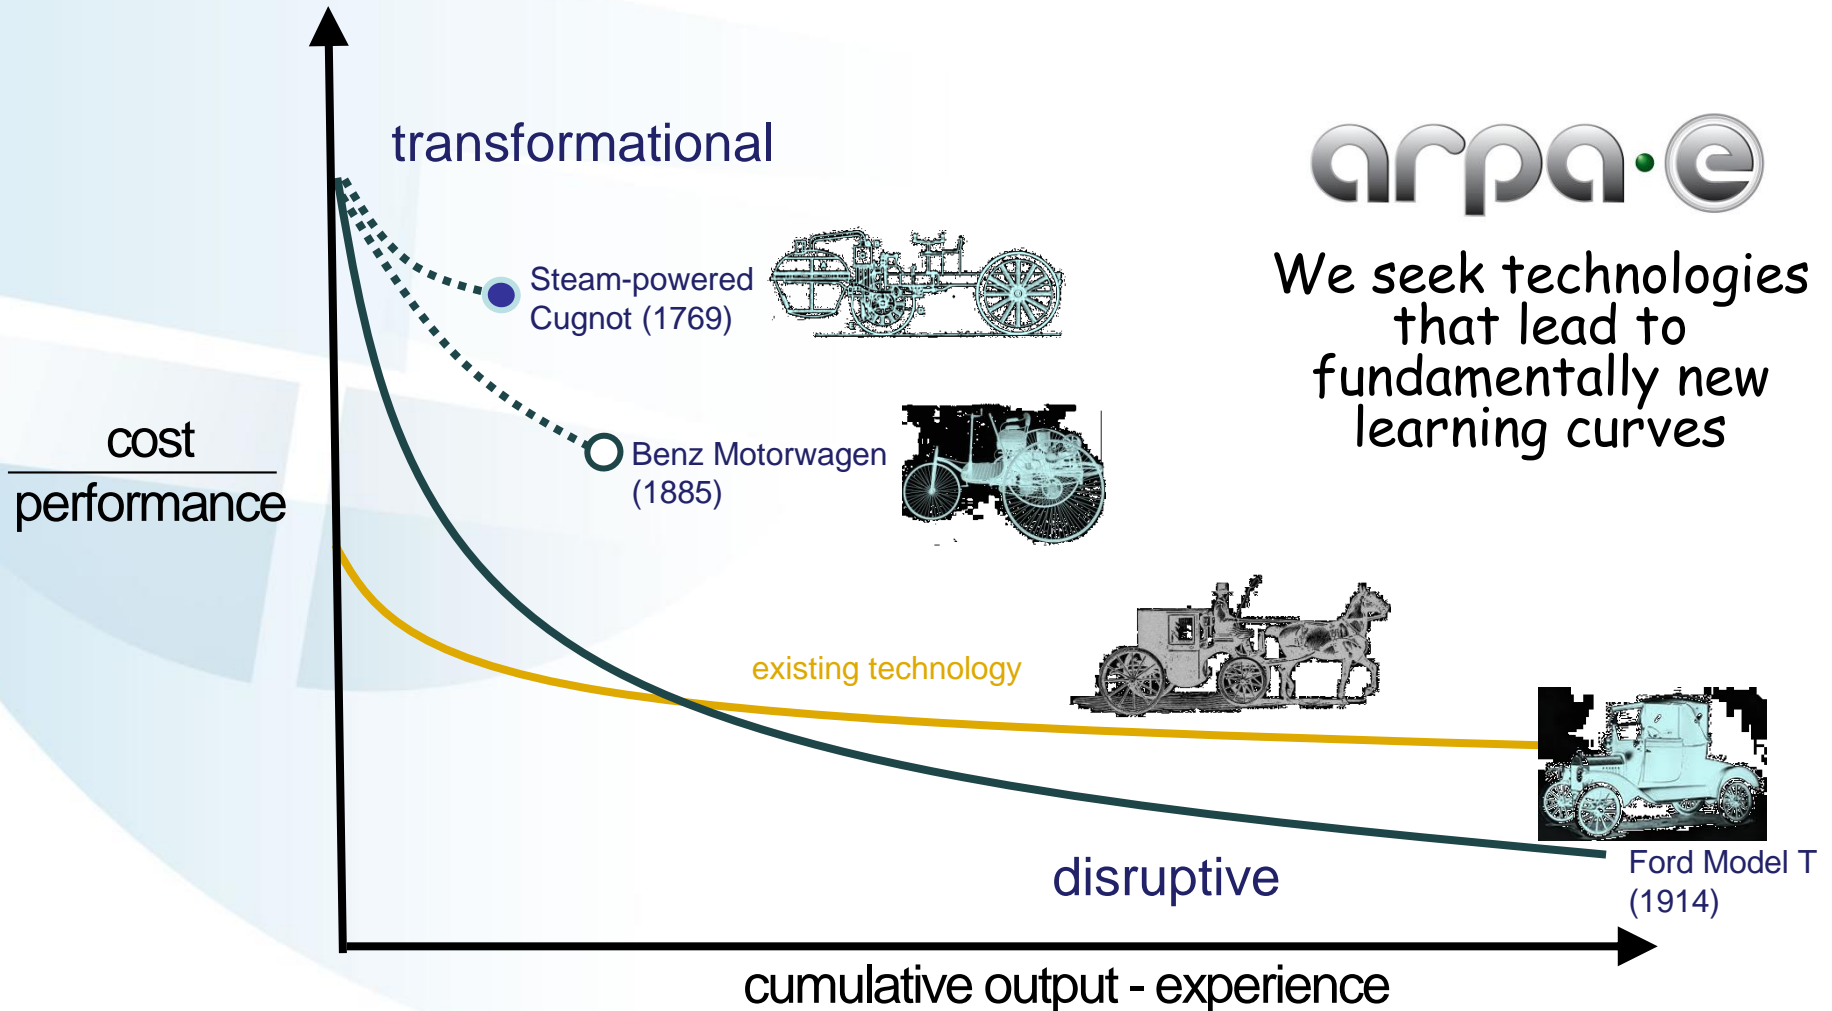 transformational
arpa·e
We seek technologies
that lead to
fundamentally new
learning curves
Steam-powered
Cugnot (1769)
cost
performance
Benz Motorwagen
(1885)
existing technology
disruptive
Ford Model T
(1914)
cumulative output - experience